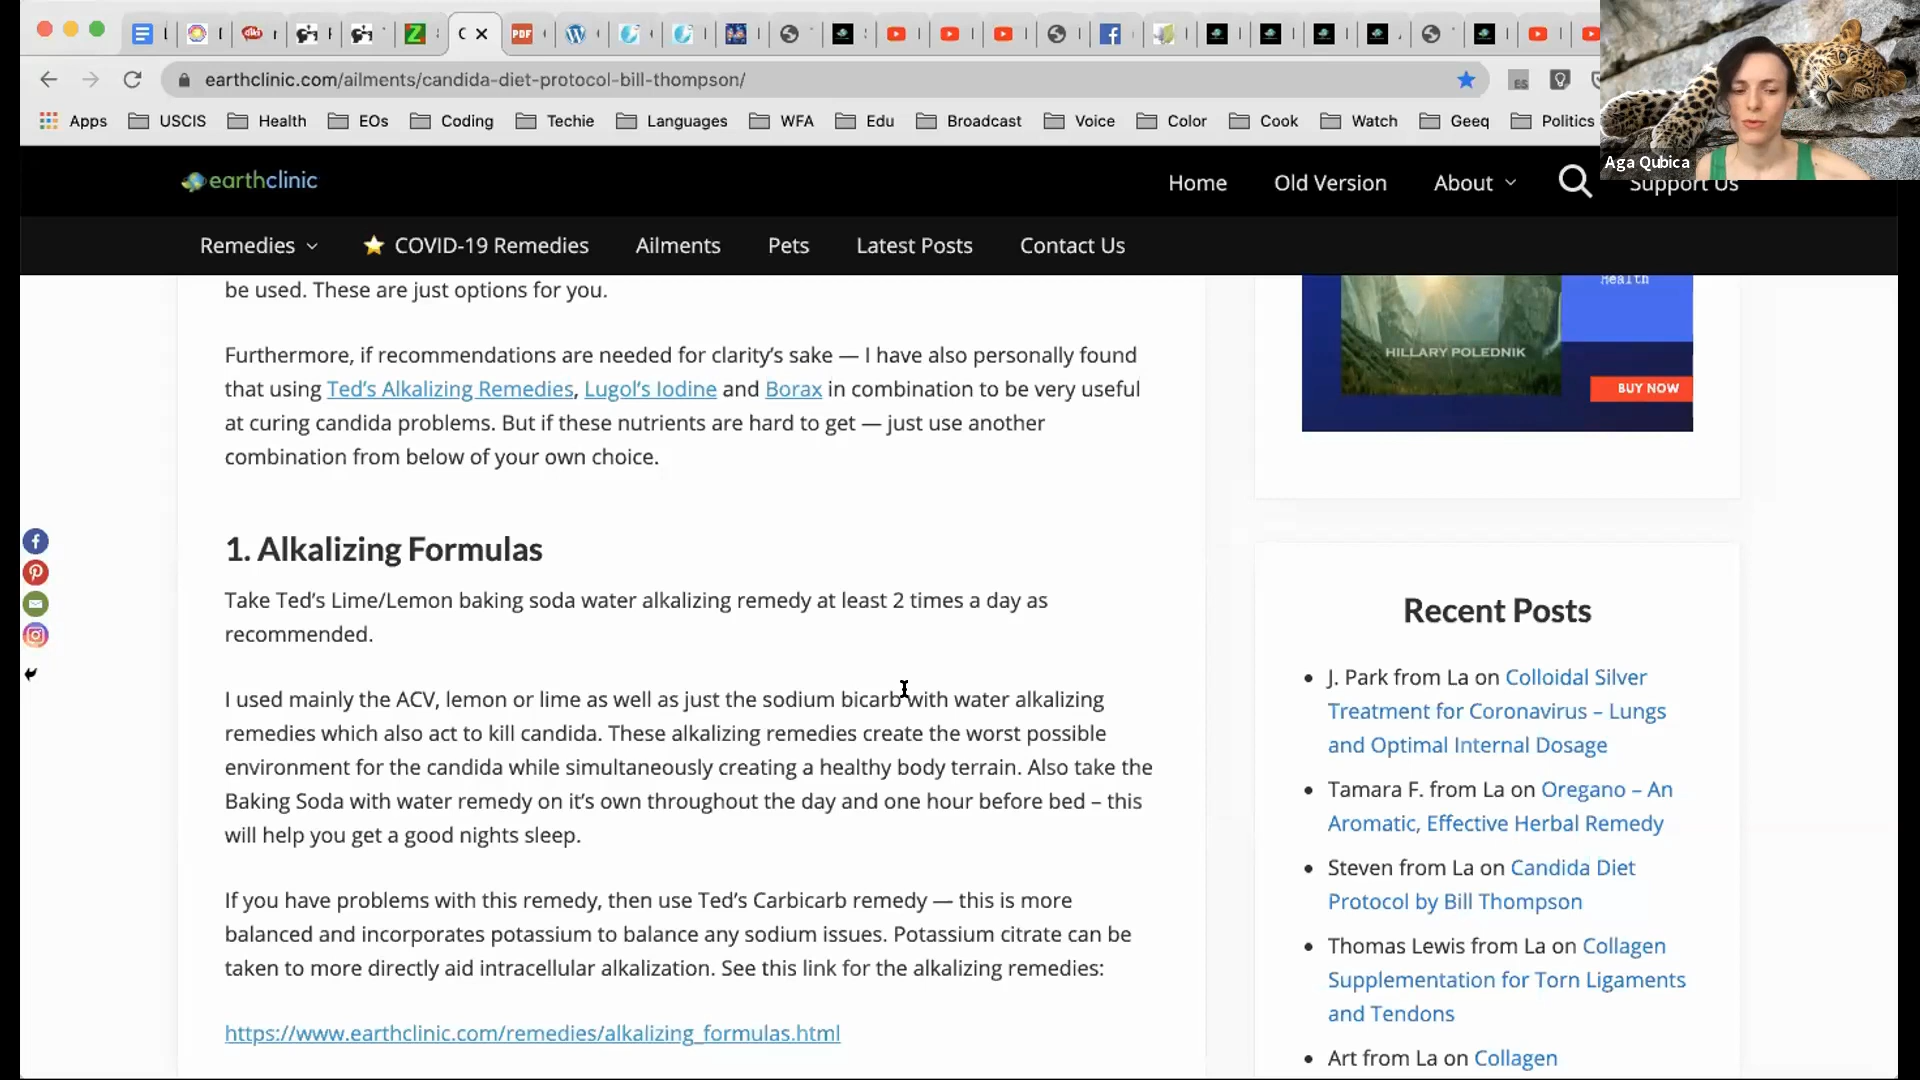 earthclinic.com/ailments/candida-diet-protocol-bill-thompson/
Apps USCIS Health EOs Coding Techie Languages WFA Edu Broadcast Voice Color Cook Watch Geeq Politics
Aga Qubica
earthclinic
Home Old Version About Support Us
Remedies COVID-19 Remedies Ailments Pets Latest Posts Contact Us
be used. These are just options for you.
Furthermore, if recommendations are needed for clarity's sake — I have also personally found
that using Ted's Alkalizing Remedies, Lugol's Iodine and Borax in combination to be very useful
at curing candida problems. But if these nutrients are hard to get — just use another
combination from below of your own choice.
1. Alkalizing Formulas
Take Ted's Lime/Lemon baking soda water alkalizing remedy at least 2 times a day as
recommended.
I used mainly the ACV, lemon or lime as well as just the sodium bicarb with water alkalizing
remedies which also act to kill candida. These alkalizing remedies create the worst possible
environment for the candida while simultaneously creating a healthy body terrain. Also take the
Baking Soda with water remedy on it's own throughout the day and one hour before bed – this
will help you get a good nights sleep.
If you have problems with this remedy, then use Ted's Carbicarb remedy — this is more
balanced and incorporates potassium to balance any sodium issues. Potassium citrate can be
taken to more directly aid intracellular alkalization. See this link for the alkalizing remedies:
https://www.earthclinic.com/remedies/alkalizing_formulas.html
Health
HILLARY POLEDNIK
BUY NOW
Recent Posts
J. Park from La on Colloidal Silver
Treatment for Coronavirus – Lungs
and Optimal Internal Dosage
Tamara F. from La on Oregano – An
Aromatic, Effective Herbal Remedy
Steven from La on Candida Diet
Protocol by Bill Thompson
Thomas Lewis from La on Collagen
Supplementation for Torn Ligaments
and Tendons
Art from La on Collagen